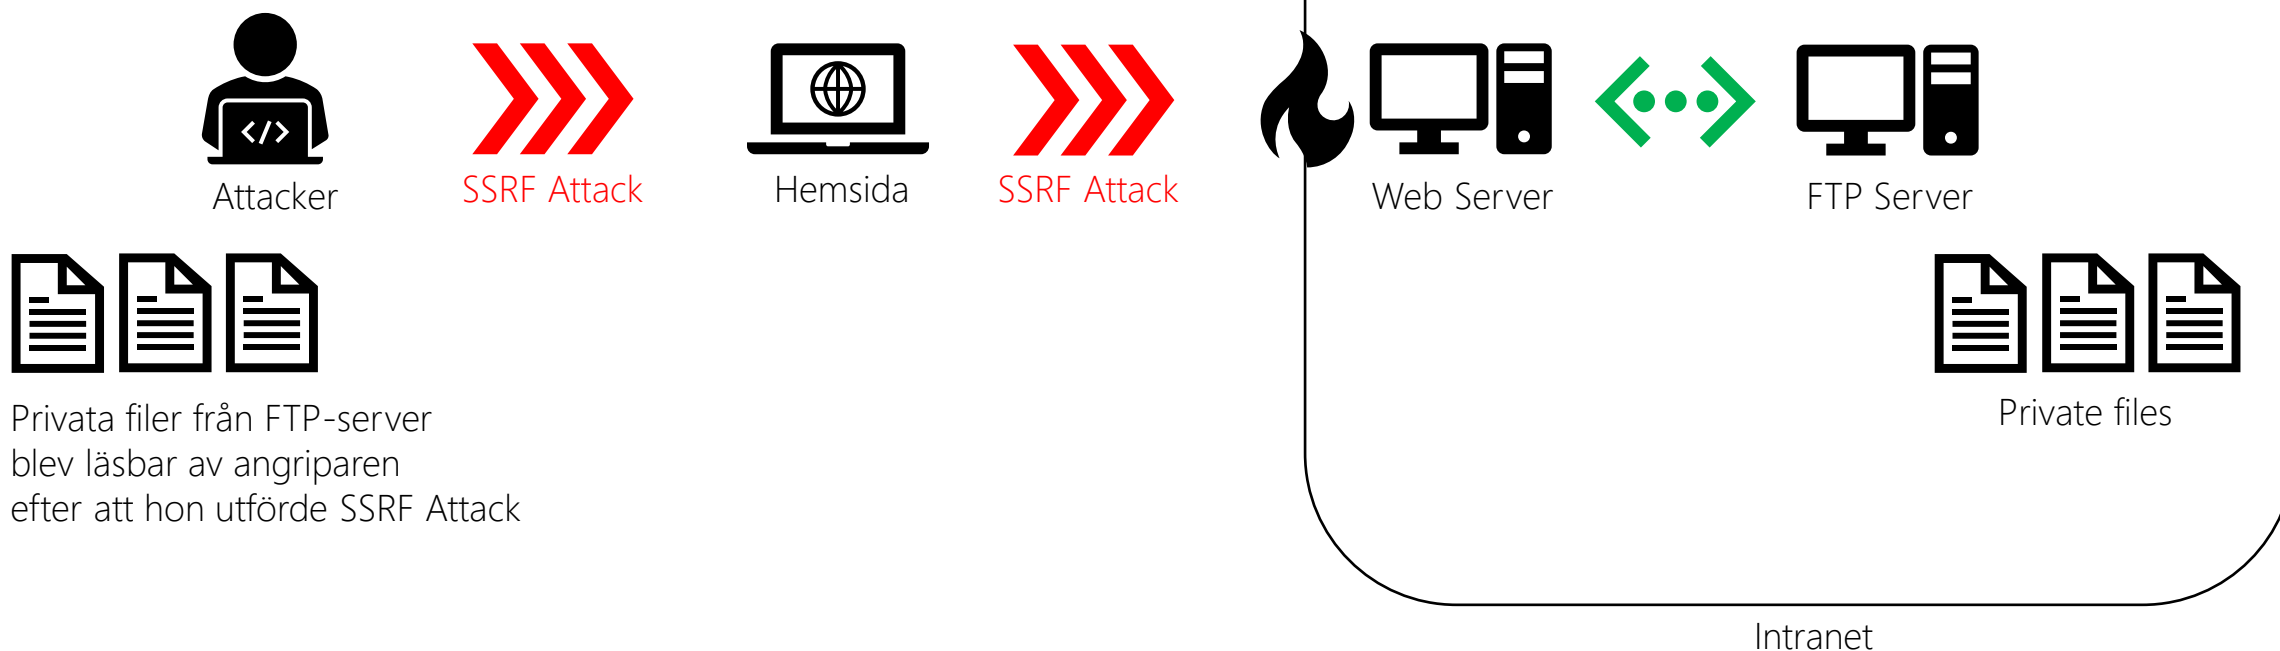 </>
Attacker
SSRF Attack
Hemsida
SSRF Attack
Web Server
FTP Server
Privata filer från FTP-server
blev läsbar av angriparen
efter att hon utförde SSRF Attack
Private files
Intranet